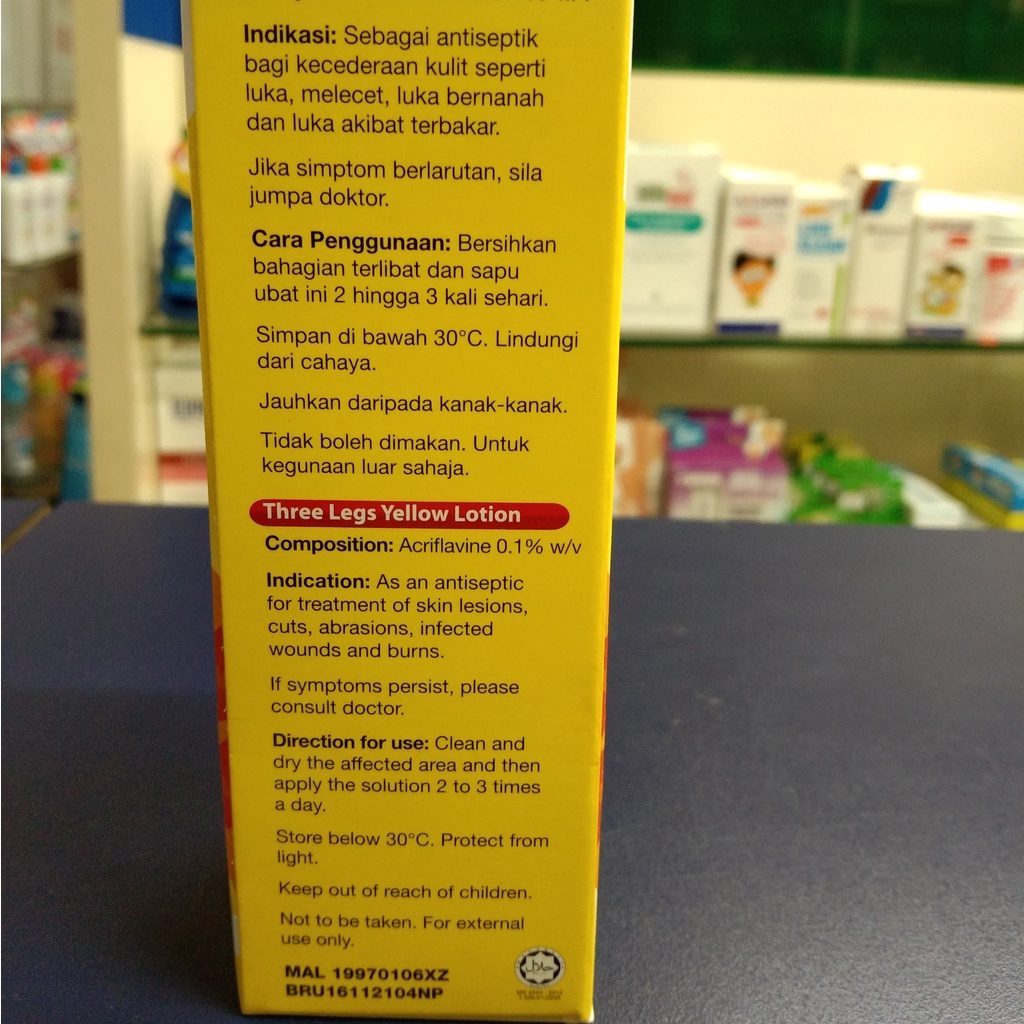 Indikasi: Sebagai antiseptik
bagi kecederaan kulit seperti
luka, melecet, luka bernanah
dan luka akibat terbakar.
Jika simptom berlarutan, sila
jumpa doktor.
Cara Penggunaan: Bersihkan
bahagian terlibat dan sapu
ubat ini 2 hingga 3 kali sehari.
Simpan di bawah 30°C. Lindungi
dari cahaya.
Jauhkan daripada kanak-kanak.
Tidak boleh dimakan. Untuk
kegunaan luar sahaja.
Three Legs Yellow Lotion
Composition: Acriflavine 0.1% w/v
Indication: As an antiseptic
for treatment of skin lesions,
cuts, abrasions, infected
wounds and burns.
If symptoms persist, please
consult doctor.
Direction for use: Clean and
dry the affected area and then
apply the solution 2 to 3 times
a day.
Store below 30°C. Protect from
light.
Keep out of reach of children.
Not to be taken. For external
use only.
MAL 19970106XZ
BRU16112104NP